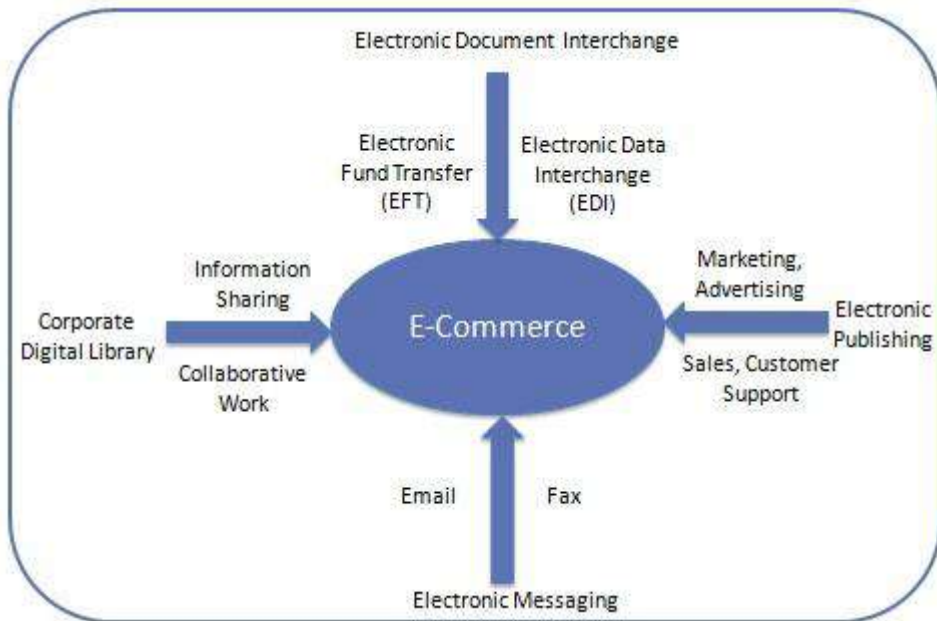 Electronic Document Interchange
Electronic
Fund Transfer
(EFT)
Electronic Data
Interchange
(EDI)
Information
Sharing
Marketing,
Advertising
Corporate
Digital Library
E-Commerce
Electronic
Publishing
Collaborative
Work
Sales, Customer
Support
Email
Fax
Electronic Messaging